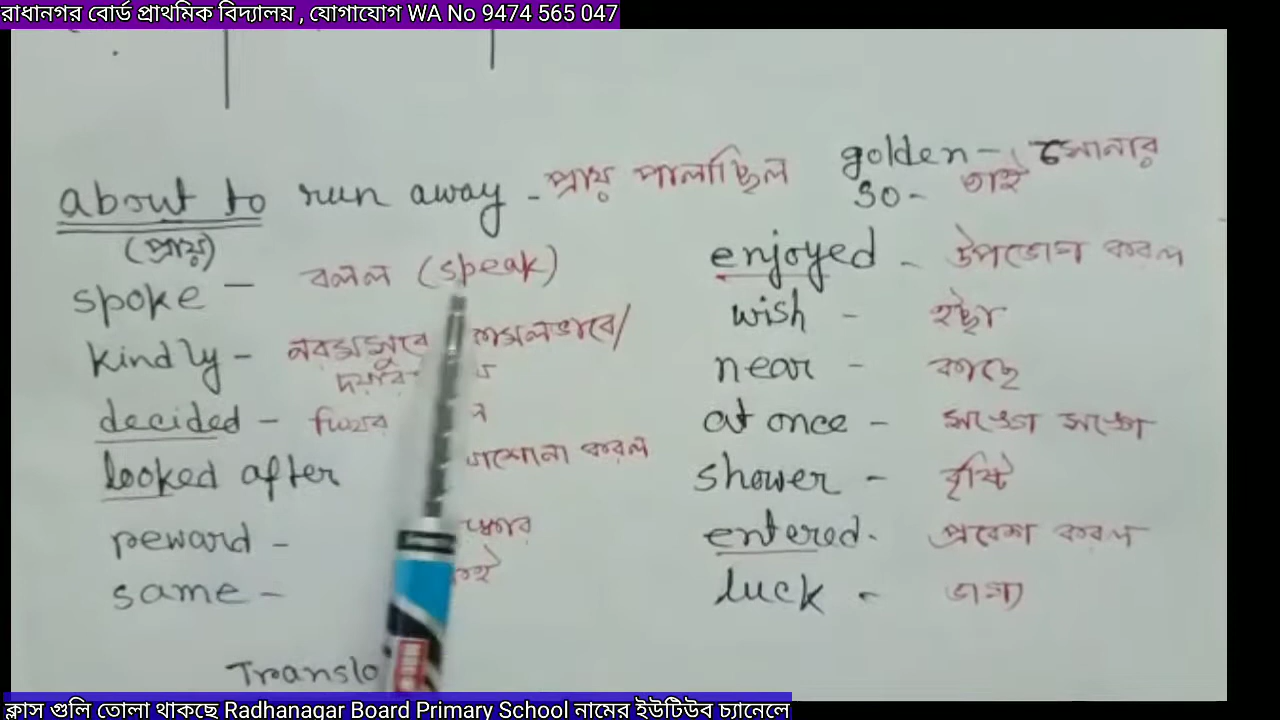 রাধানগর বোর্ড প্রাথমিক বিদ্যালয় , যোগাযোগ WA No 9474 565 047
about to run away - প্রায় পালাচ্ছিল
(প্রায়)
spoke - বলল (speak)
kindly - নরমসুরে
decided - স্থির
looked after করল
reward -
same -
golden - সোনার
so - তাই
enjoyed - উপভোগ করল
wish - ইচ্ছা
near - কাছে
at once - সঙ্গে সঙ্গে
shower - বৃষ্টি
entered - প্রবেশ করল
luck - ভাগ্য
ক্লাস গুলি তোলা থাকছে Radhanagar Board Primary School নামের ইউটিউব চ্যানেলে